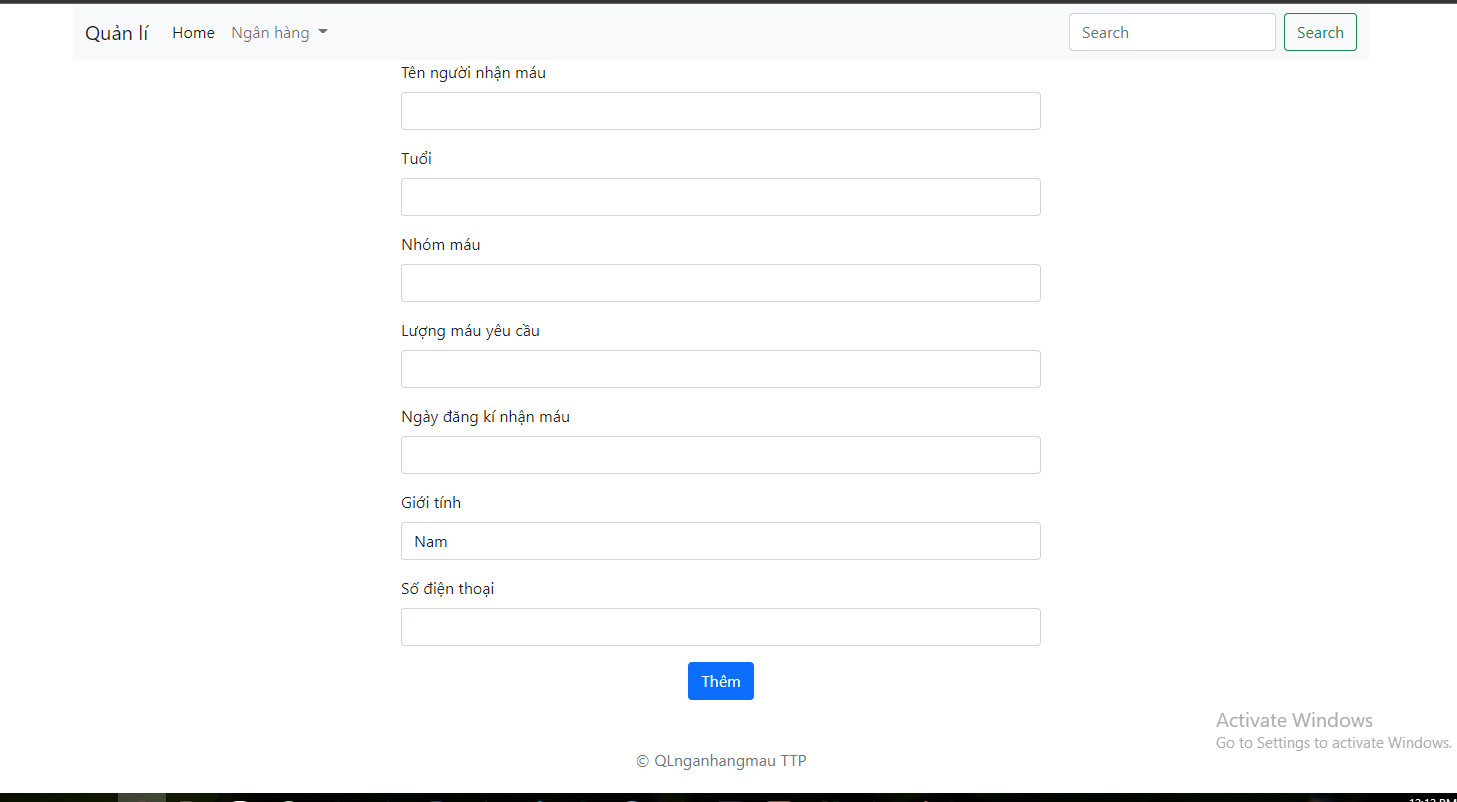 Quản lí Home Ngân hàng Search Search
Tên người nhận máu
Tuổi
Nhóm máu
Lượng máu yêu cầu
Ngày đăng kí nhận máu
Giới tính
Nam
Số điện thoại
Thêm
Activate Windows
Go to Settings to activate Windows.
© QLnganhangmau TTP